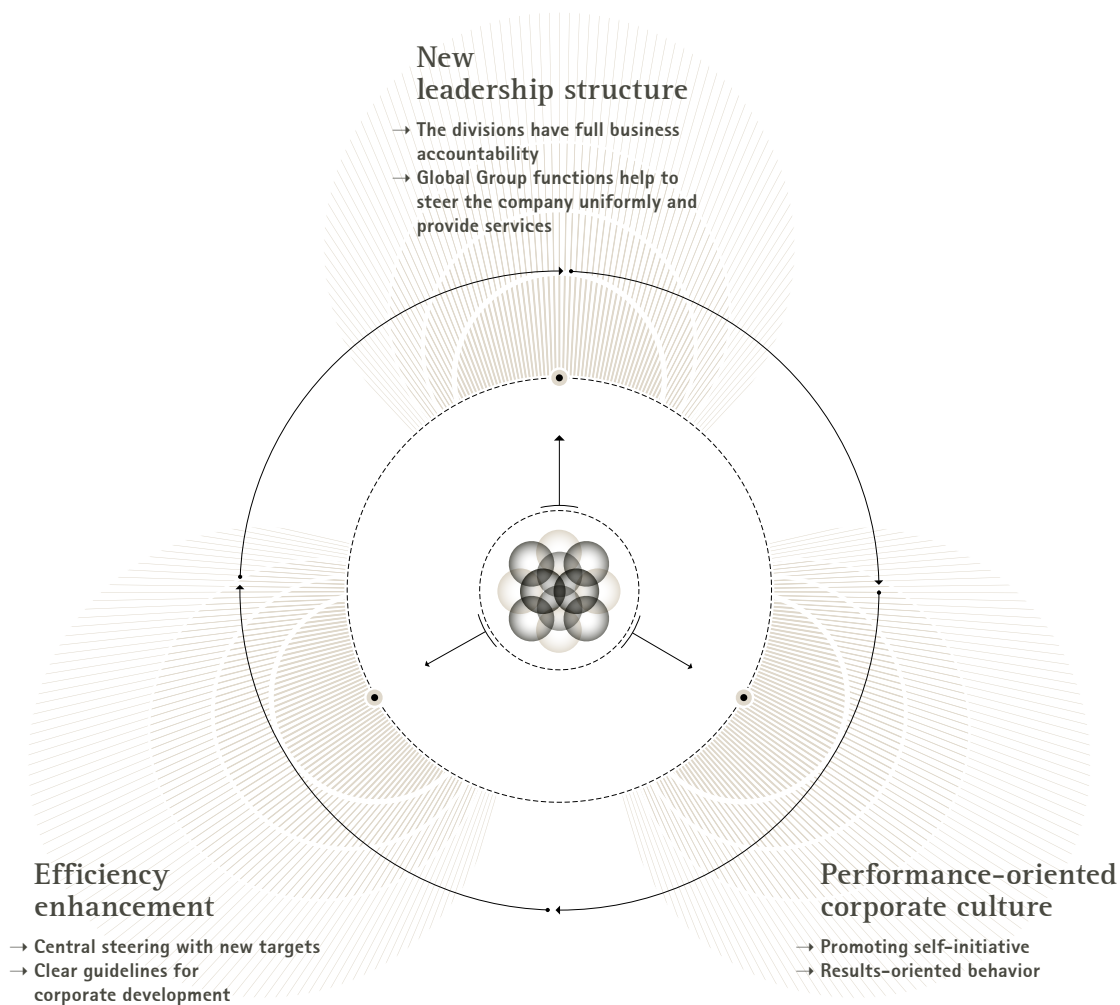 New
leadership structure
→ The divisions have full business
accountability
→ Global Group functions help to
steer the company uniformly and
provide services
Efficiency
enhancement
→ Central steering with new targets
→ Clear guidelines for
corporate development
Performance-oriented
corporate culture
→ Promoting self-initiative
→ Results-oriented behavior